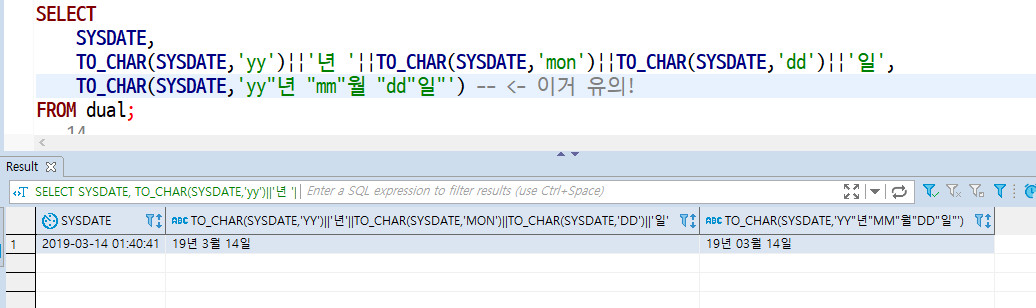 SELECT
SYSDATE,
TO_CHAR(SYSDATE,'yy')||'년 '||TO_CHAR(SYSDATE,'mon')||TO_CHAR(SYSDATE,'dd')||'일',
TO_CHAR(SYSDATE,'yy"년 "mm"월 "dd"일"') -- <- 이거 유의!
FROM dual;
14
Result
SELECT SYSDATE, TO_CHAR(SYSDATE,'yy')||'년 '|
Enter a SQL expression to filter results (use Ctrl+Space)
SYSDATE ABC TO_CHAR(SYSDATE,'YY')||'년'||TO_CHAR(SYSDATE,'MON')||TO_CHAR(SYSDATE,'DD')||'일' ABC TO_CHAR(SYSDATE,'YY"년"MM"월"DD"일"')
1 2019-03-14 01:40:41 19년 3월 14일 19년 03월 14일